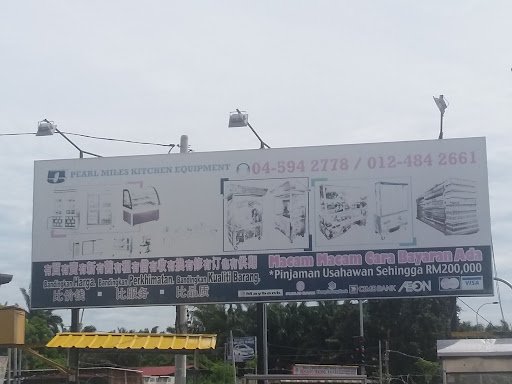 PEARL MILES KITCHEN EQUIPMENT
04-594 2778 / 012-484 2661
Macam Macam Cara Bayaran Ada
*Pinjaman Usahawan Sehingga RM200,000
Bandingkan Harga. Bandingkan Perkhimatan. Bandingkan Kualiti Barang.
比价钱 比服务 比品质
Maybank CIMB BANK AEON VISA